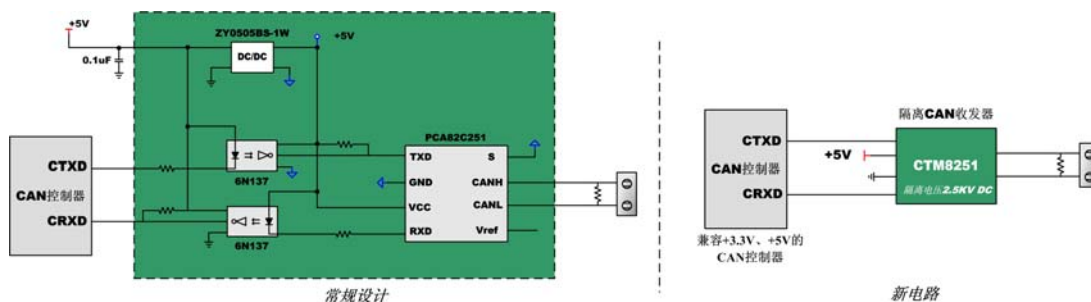 +5V
0.1uF
ZY0505BS-1W
DC/DC
+5V
CTXD
CAN控制器
CRXD
6N137
6N137
PCA82C251
TXD
GND
VCC
RXD
S
CANH
CANL
Vref
常规设计
CTXD
CAN控制器
CRXD
兼容+3.3V、+5V的
CAN控制器
+5V
隔离CAN收发器
CTM8251
隔离电压2.5KV DC
新电路